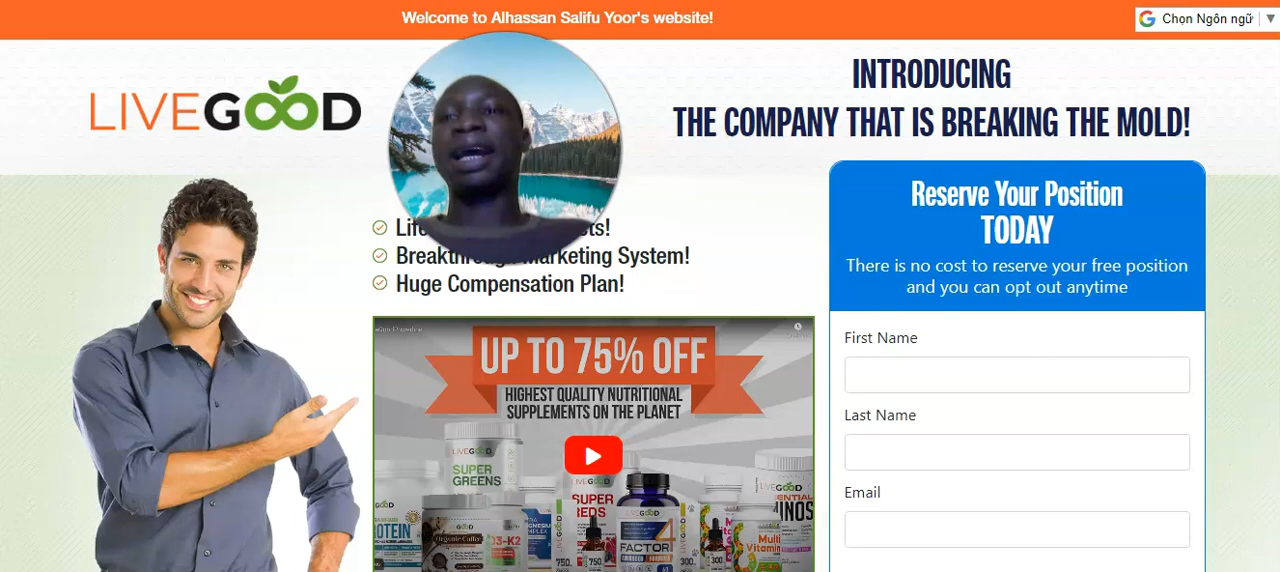 Welcome to Alhassan Salifu Yoor's website!
Chọn Ngôn ngữ
LIVEGOOD
INTRODUCING
THE COMPANY THAT IS BREAKING THE MOLD!
Marketing System!
Huge Compensation Plan!
UP TO 75% OFF
HIGHEST QUALITY NUTRITIONAL
SUPPLEMENTS ON THE PLANET
LIVEGOOD
SUPER
GREENS
Organic Coffee
D3-K2
SUPER
REDS
FACTOR
4
Multi
Vitamin
Reserve Your Position
TODAY
There is no cost to reserve your free position
and you can opt out anytime
First Name
Last Name
Email